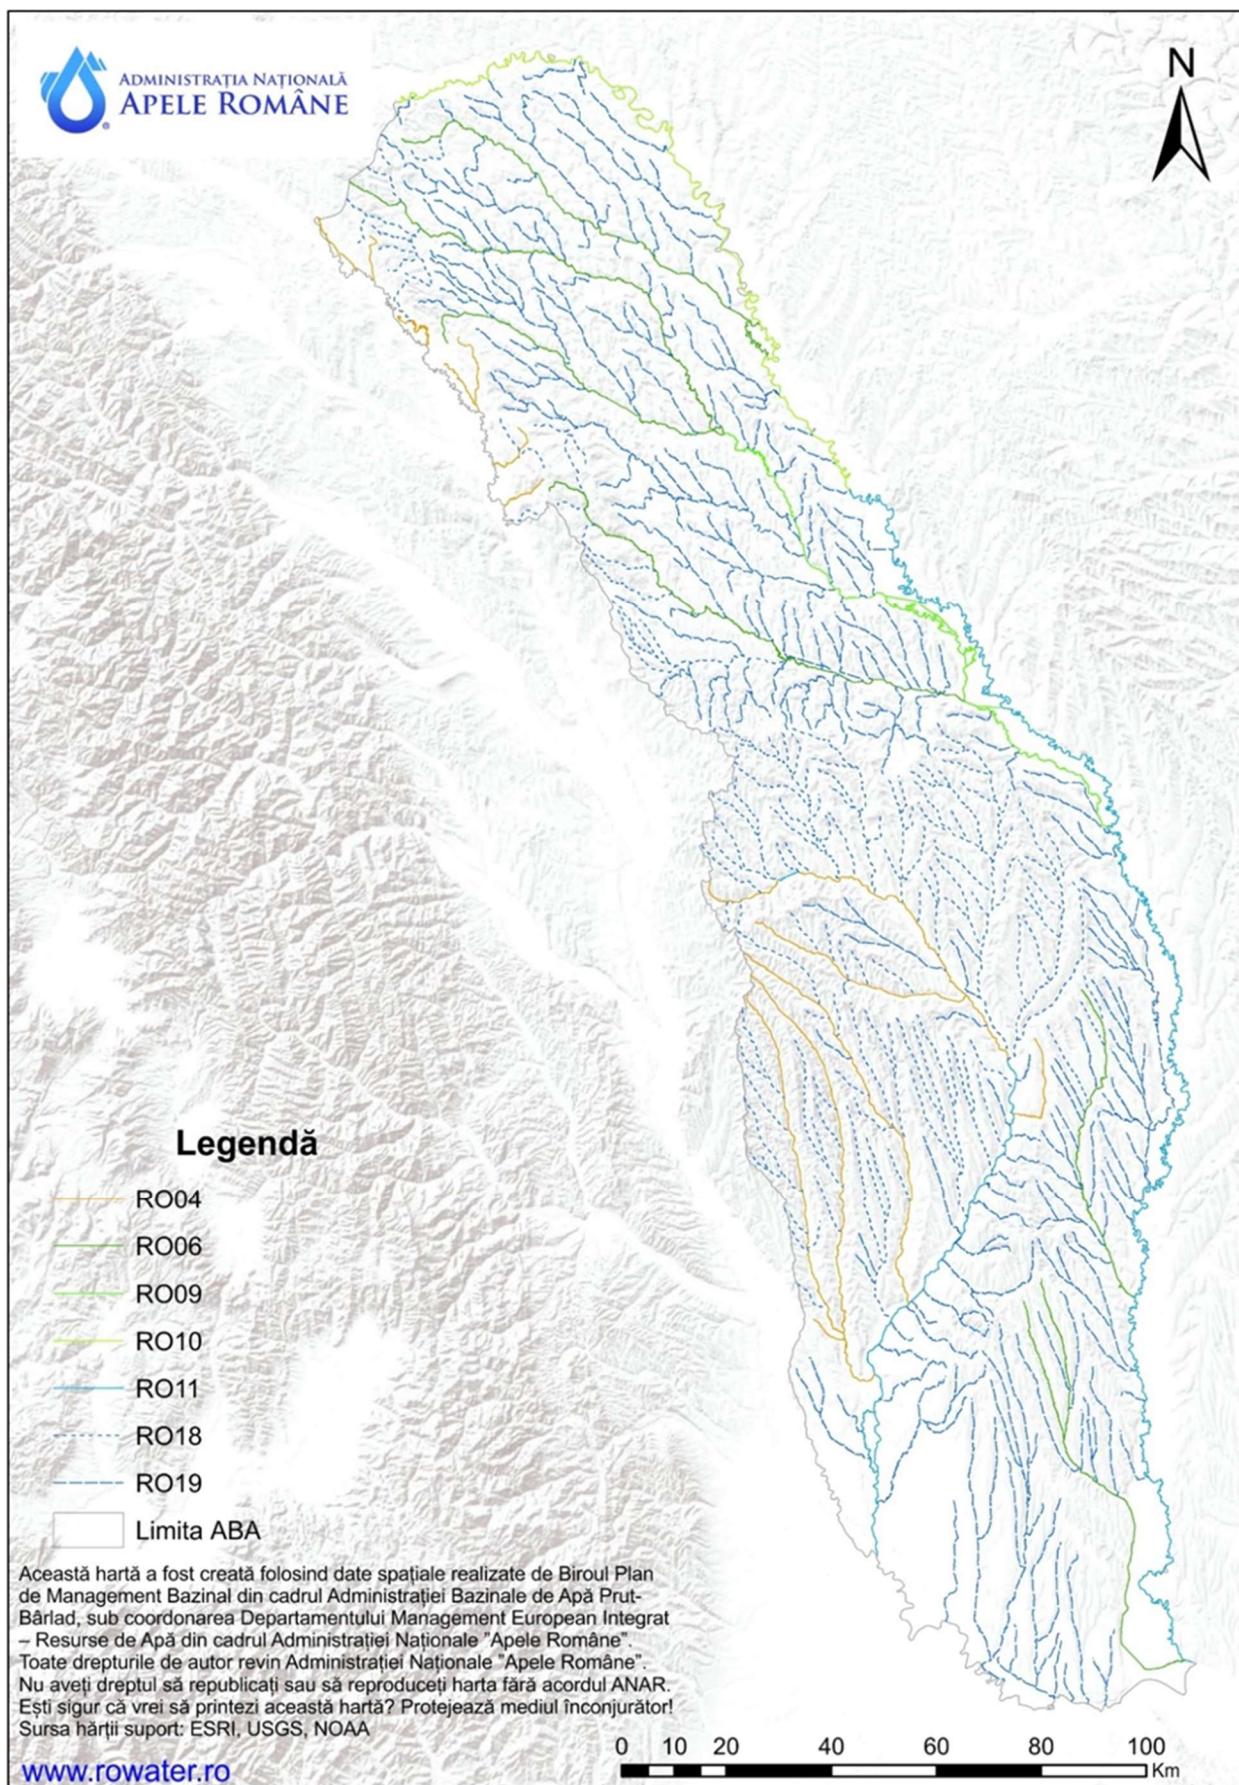 ADMINISTRAȚIA NAȚIONALĂ
APELE ROMÂNE
®
N
Legendă
RO04
RO06
RO09
RO10
RO11
RO18
RO19
Limita ABA
Această hartă a fost creată folosind date spațiale realizate de Biroul Plan
de Management Bazinal din cadrul Administrației Bazinale de Apă Prut-
Bârlad, sub coordonarea Departamentului Management European Integrat
– Resurse de Apă din cadrul Administrației Naționale "Apele Române".
Toate drepturile de autor revin Administrației Naționale "Apele Române".
Nu aveți dreptul să republicați sau să reproduceți harta fără acordul ANAR.
Ești sigur că vrei să printezi această hartă? Protejează mediul înconjurător!
Sursa hărții suport: ESRI, USGS, NOAA
www.rowater.ro
0 10 20 40 60 80 100
Km